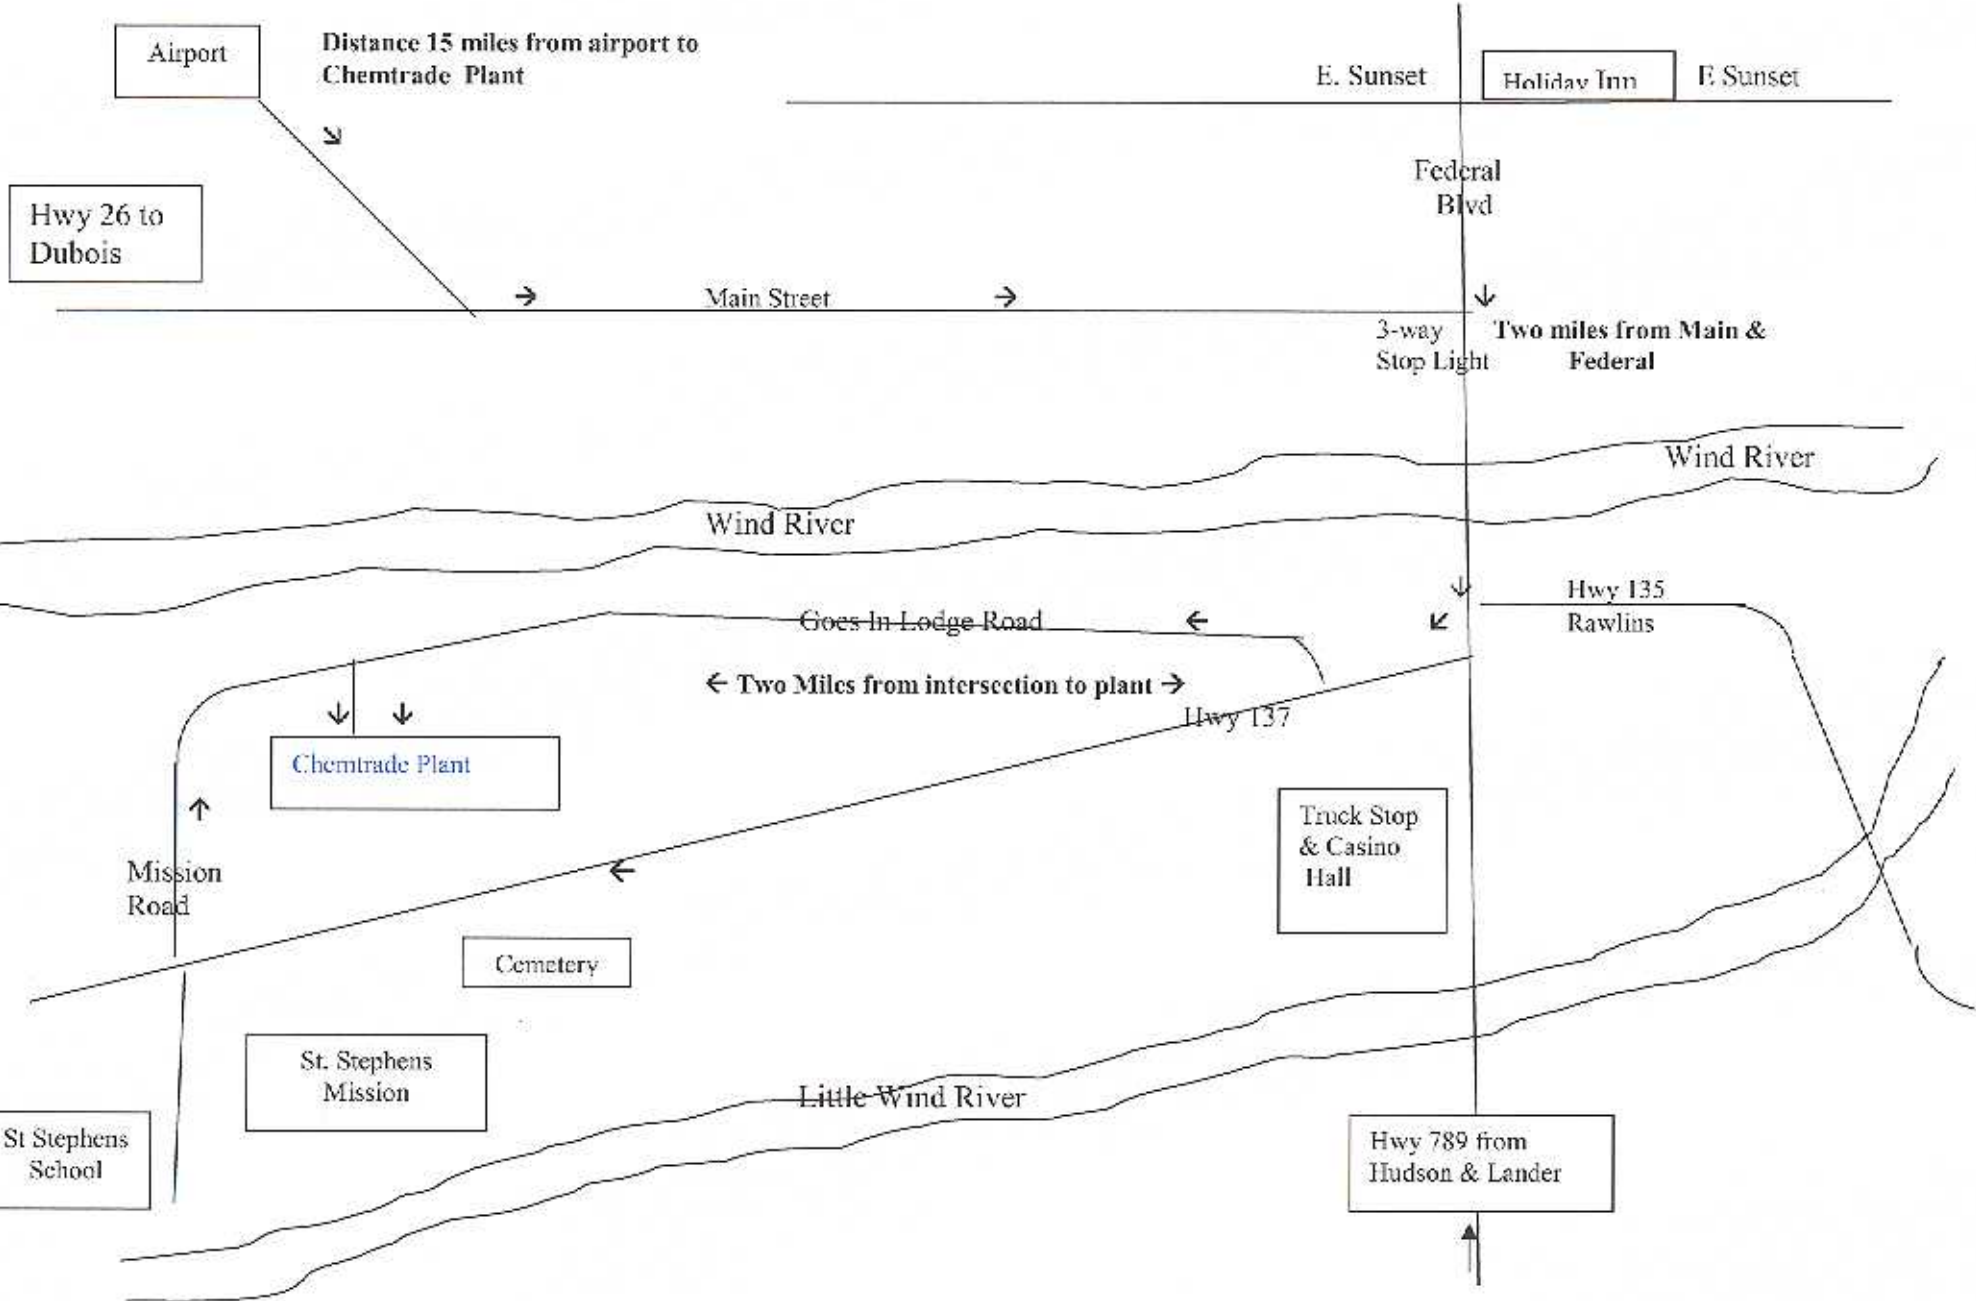 Airport
Distance 15 miles from airport to
Chemtrade Plant
E. Sunset
Holiday Inn
E Sunset
Federal
Blvd
Hwy 26 to
Dubois
Main Street
3-way
Stop Light
Two miles from Main &
Federal
Wind River
Wind River
Hwy 135
Rawlins
Goes In Lodge Road
← Two Miles from intersection to plant →
Hwy 137
Chemtrade Plant
Truck Stop
& Casino
Hall
Mission
Road
Cemetery
St. Stephens
Mission
Little Wind River
St Stephens
School
Hwy 789 from
Hudson & Lander